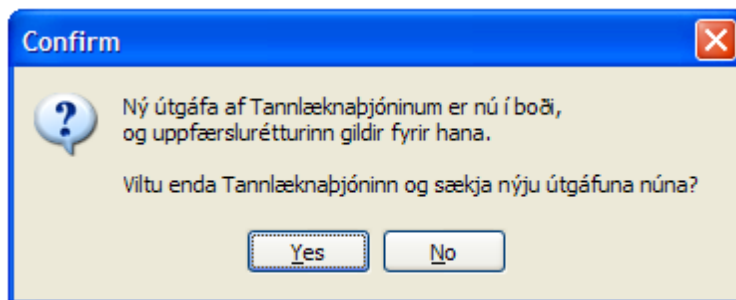 Confirm
Ný útgáfa af Tannlæknaþjóninum er nú í boði,
og uppfærslurétturinn gildir fyrir hana.
Viltu enda Tannlæknaþjóninn og sækja nýju útgáfuna núna?
Yes No